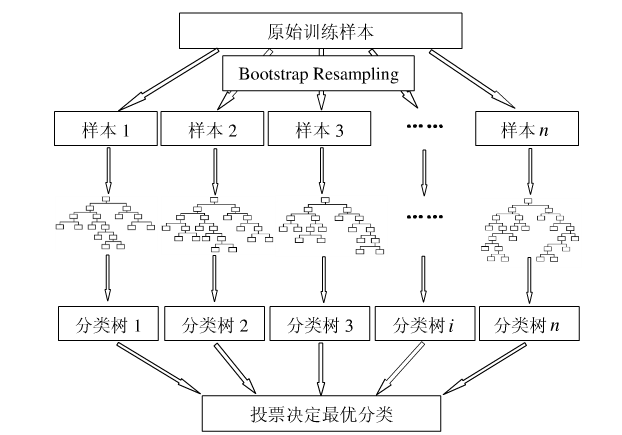 原始训练样本
Bootstrap Resampling
样本 1
样本 2
样本 3
……
样本 n
……
分类树 1
分类树 2
分类树 3
分类树 i
分类树 n
投票决定最优分类